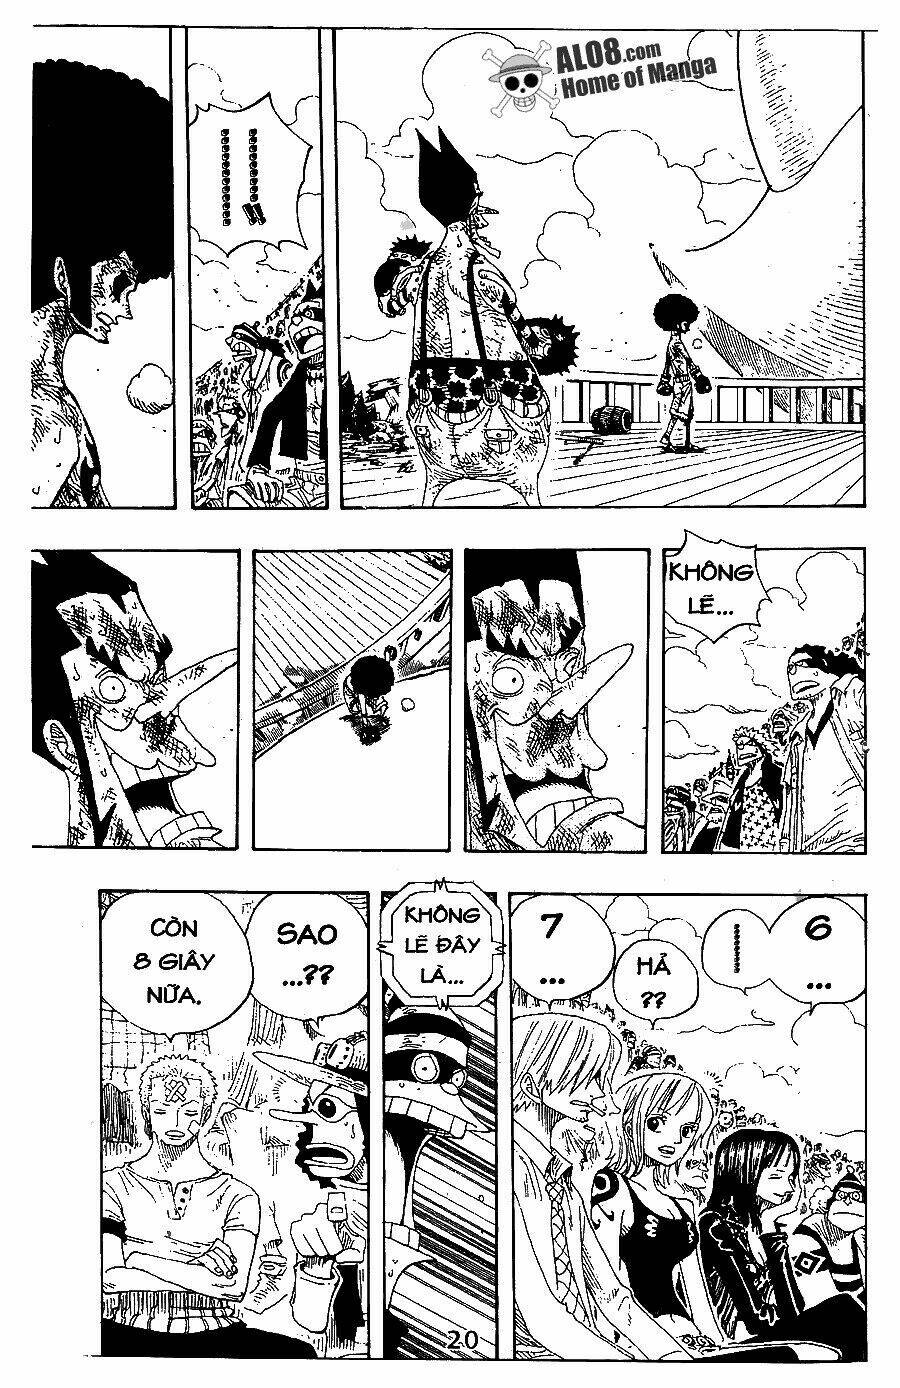 AL08.com
Home of Manga
.....................!!
KHÔNG
LẼ...
6
...
..........
HẢ
??
7
...
KHÔNG
LẼ ĐÂY
LÀ...
SAO
...??
CÒN
8 GIÂY
NỮA.
20